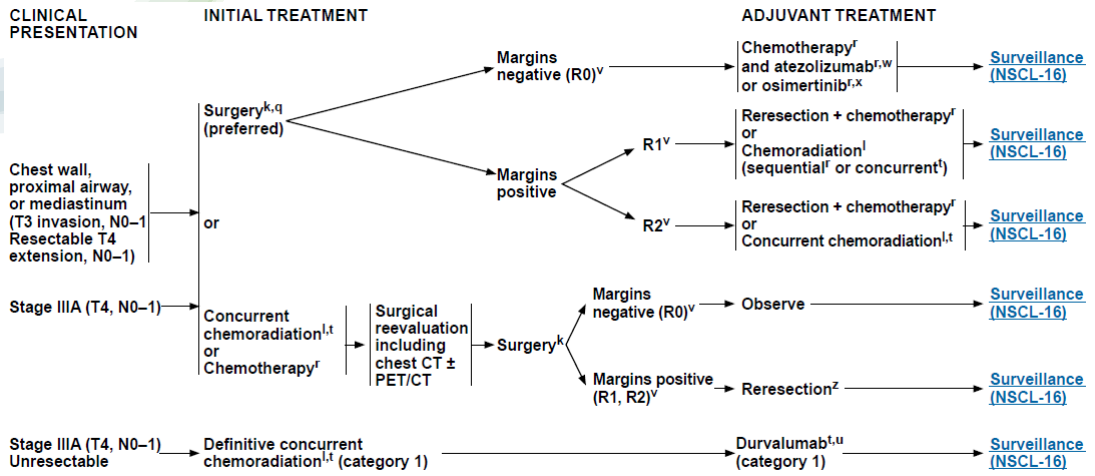 CLINICAL
PRESENTATION
INITIAL TREATMENT
ADJUVANT TREATMENT
Chest wall,
proximal airway,
or mediastinum
(T3 invasion, N0–1
Resectable T4
extension, N0–1)
Stage IIIA (T4, N0–1)
Surgeryk,q
(preferred)
or
Concurrent
chemoradiationl,t
or
Chemotherapyr
Margins
negative (R0)v
Chemotherapyr
and atezolizumabr,w
or osimertinibr,x
Surveillance
(NSCL-16)
Margins
positive
R1v
Reresection + chemotherapyr
or
Chemoradiationl
(sequentialr or concurrentt)
Surveillance
(NSCL-16)
R2v
Reresection + chemotherapyr
or
Concurrent chemoradiationl,t
Surveillance
(NSCL-16)
Surgical
reevaluation
including
chest CT ±
PET/CT
Surgeryk
Margins
negative (R0)v
Observe
Surveillance
(NSCL-16)
Margins positive
(R1, R2)v
Reresectionz
Surveillance
(NSCL-16)
Stage IIIA (T4, N0–1)
Unresectable
Definitive concurrent
chemoradiationl,t (category 1)
Durvalumabt,u
(category 1)
Surveillance
(NSCL-16)